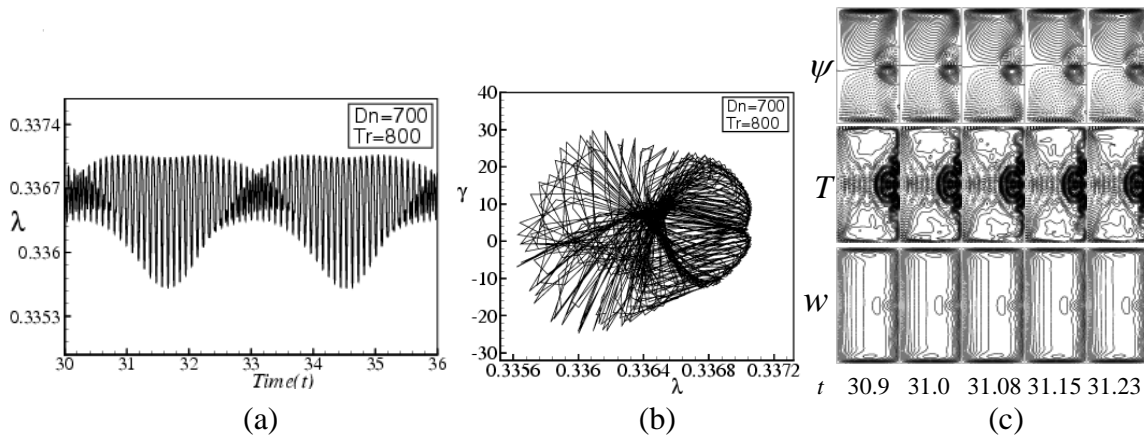 Dn=700
Tr=800
0.3374
0.3367
0.336
0.3353
λ
30 31 32 33 34 35 36
Time(t)
(a)
Dn=700
Tr=800
40
30
20
10
0
-10
-20
-30
γ
0.3356 0.336 0.3364 0.3368 0.3372
λ
(b)
ψ
T
w
t 30.9 31.0 31.08 31.15 31.23
(c)